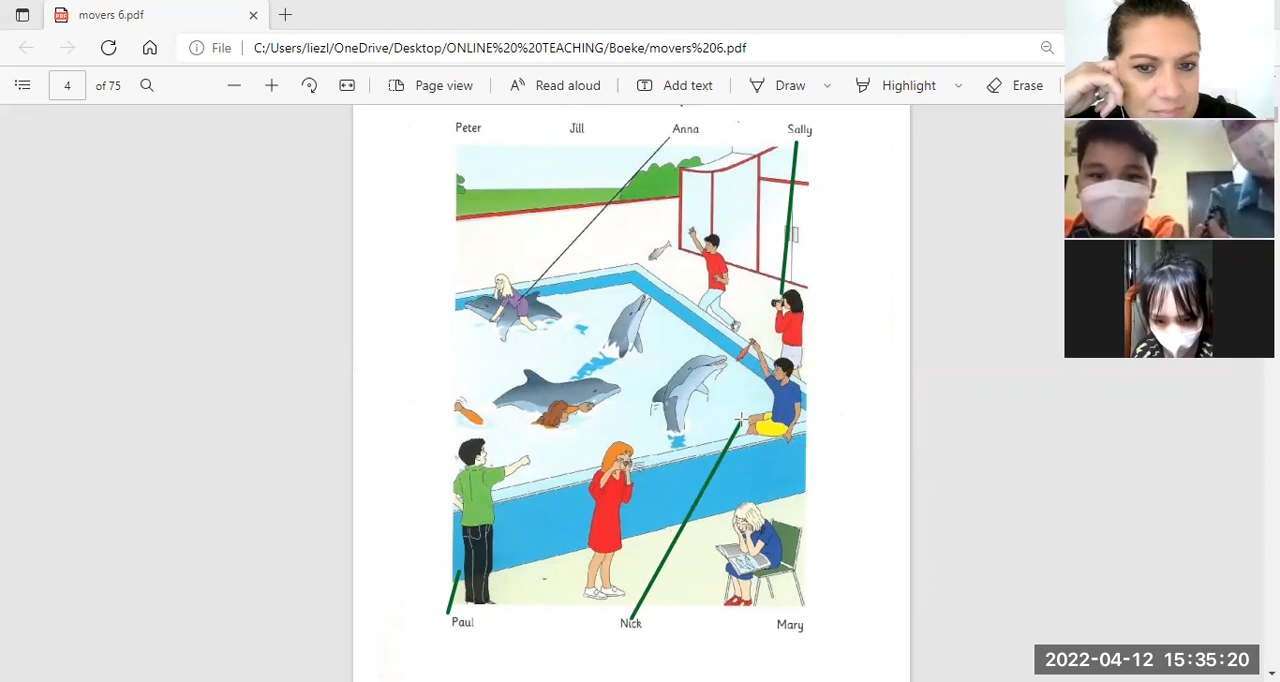 movers 6.pdf
File C:/Users/liezl/OneDrive/Desktop/ONLINE%20%20TEACHING/Boeke/movers%206.pdf
4 of 75 Page view Read aloud Add text Draw Highlight Erase
Peter Jill Anna Sally
Paul Nick Mary
2022-04-12 15:35:20